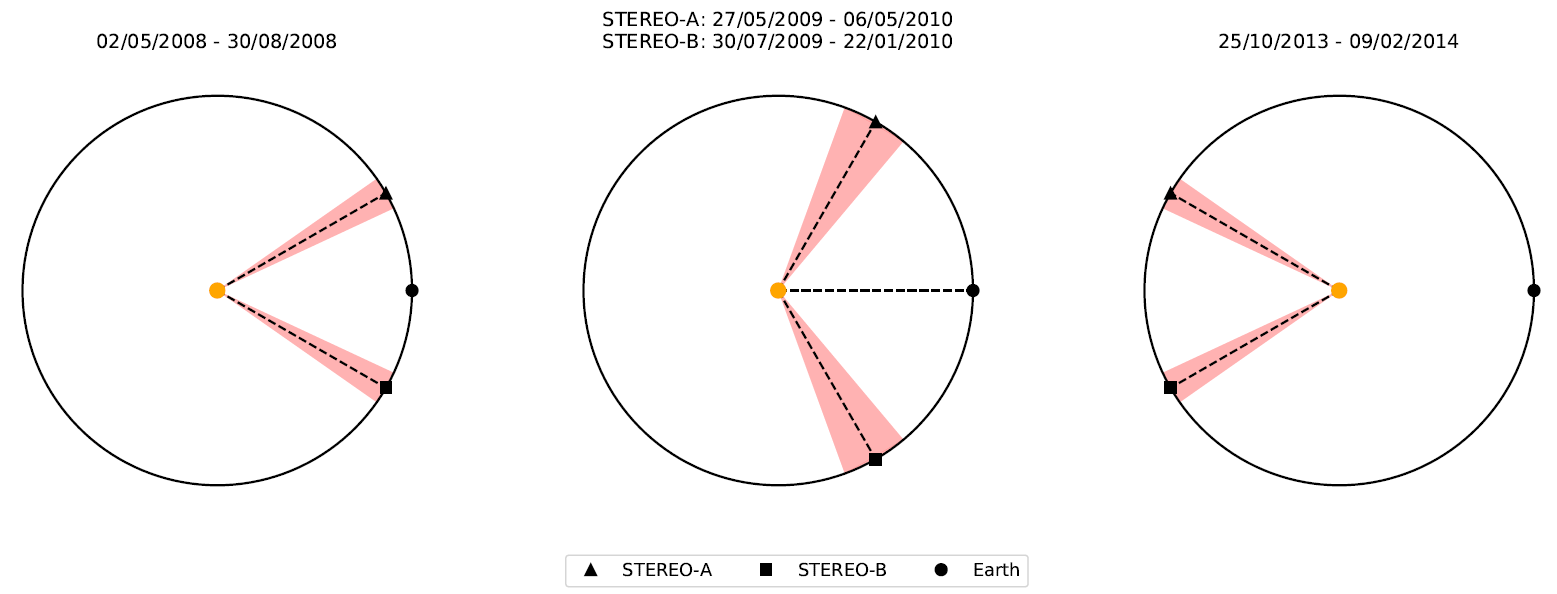 02/05/2008 - 30/08/2008
STEREO-A: 27/05/2009 - 06/05/2010
STEREO-B: 30/07/2009 - 22/01/2010
25/10/2013 - 09/02/2014
STEREO-A STEREO-B Earth